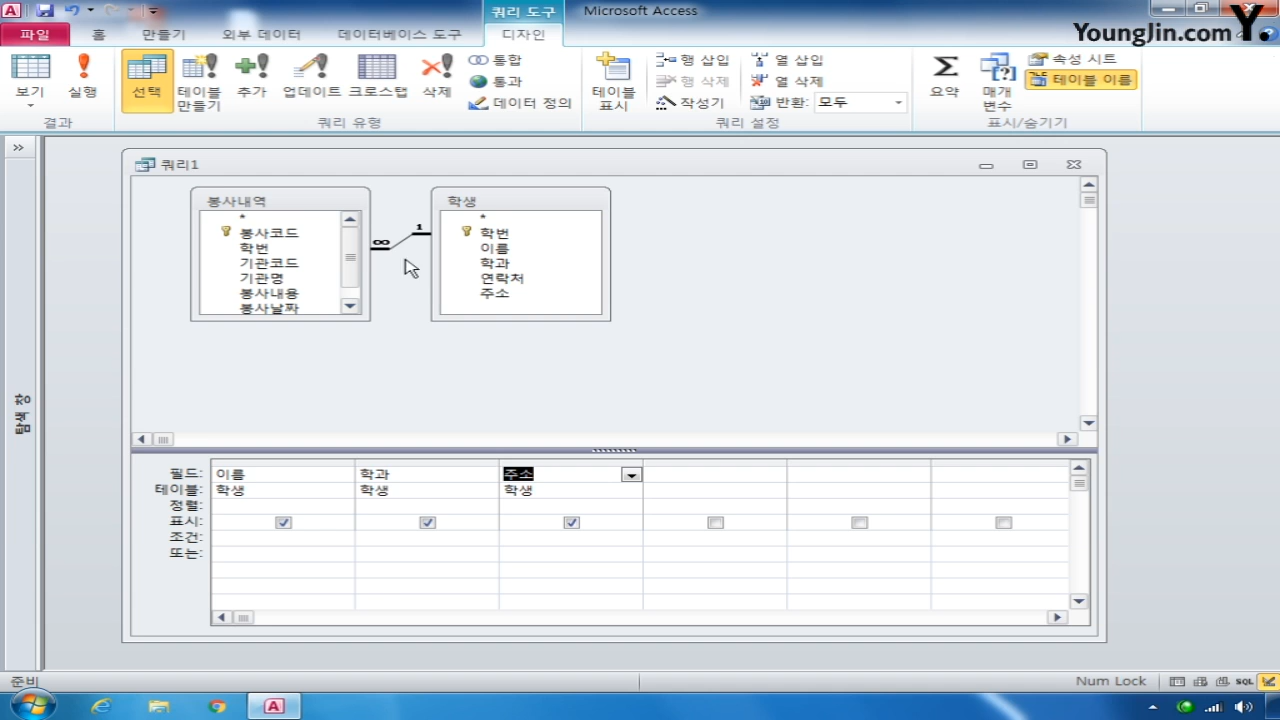 쿼리 도구 Microsoft Access
파일 홈 만들기 외부 데이터 데이터베이스 도구 디자인
YoungJin.com Y.
보기 실행 선택 테이블 만들기 추가 업데이트 크로스탭 삭제
통합
통과
데이터 정의
테이블 표시
행 삽입
행 삭제
작성기
열 삽입
열 삭제
반환: 모두
요약 매개 변수
속성 시트
테이블 이름
결과 쿼리 유형 쿼리 설정 표시/숨기기
쿼리1
봉사내역
*
봉사코드
학번
기관코드
기관명
봉사내용
봉사날짜
∞ 1
학생
*
학번
이름
학과
연락처
주소
탐색 창
필드: 이름 학과 주소
테이블: 학생 학생 학생
정렬:
표시:
조건:
또는:
준비 Num Lock SQL